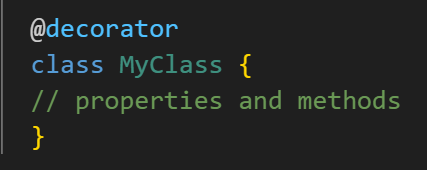 @decorator
class MyClass {
// properties and methods
}